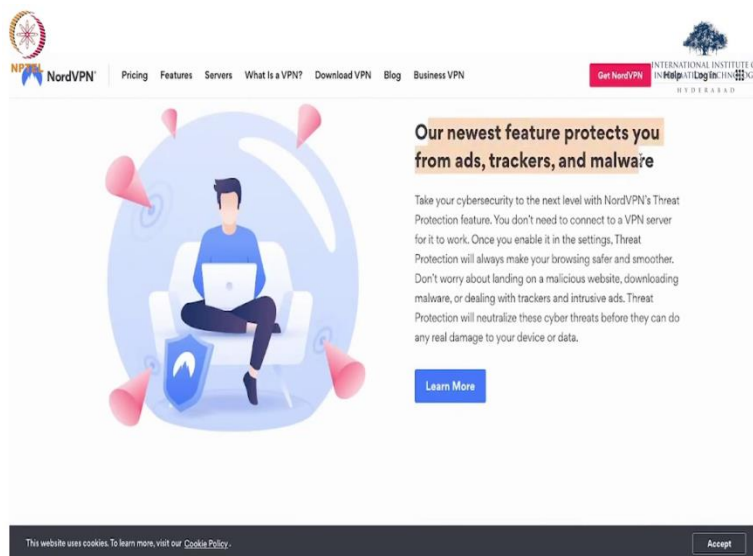 NPTEL
INTERNATIONAL INSTITUTE O
HYDERABAD
NordVPN
Pricing Features Servers What Is a VPN? Download VPN Blog Business VPN
Get NordVPN Help Log in
Our newest feature protects you
from ads, trackers, and malware
Take your cybersecurity to the next level with NordVPN's Threat
Protection feature. You don't need to connect to a VPN server
for it to work. Once you enable it in the settings, Threat
Protection will always make your browsing safer and smoother.
Don't worry about landing on a malicious website, downloading
malware, or dealing with trackers and intrusive ads. Threat
Protection will neutralize these cyber threats before they can do
any real damage to your device or data.
Learn More
This website uses cookies. To learn more, visit our Cookie Policy.
Accept